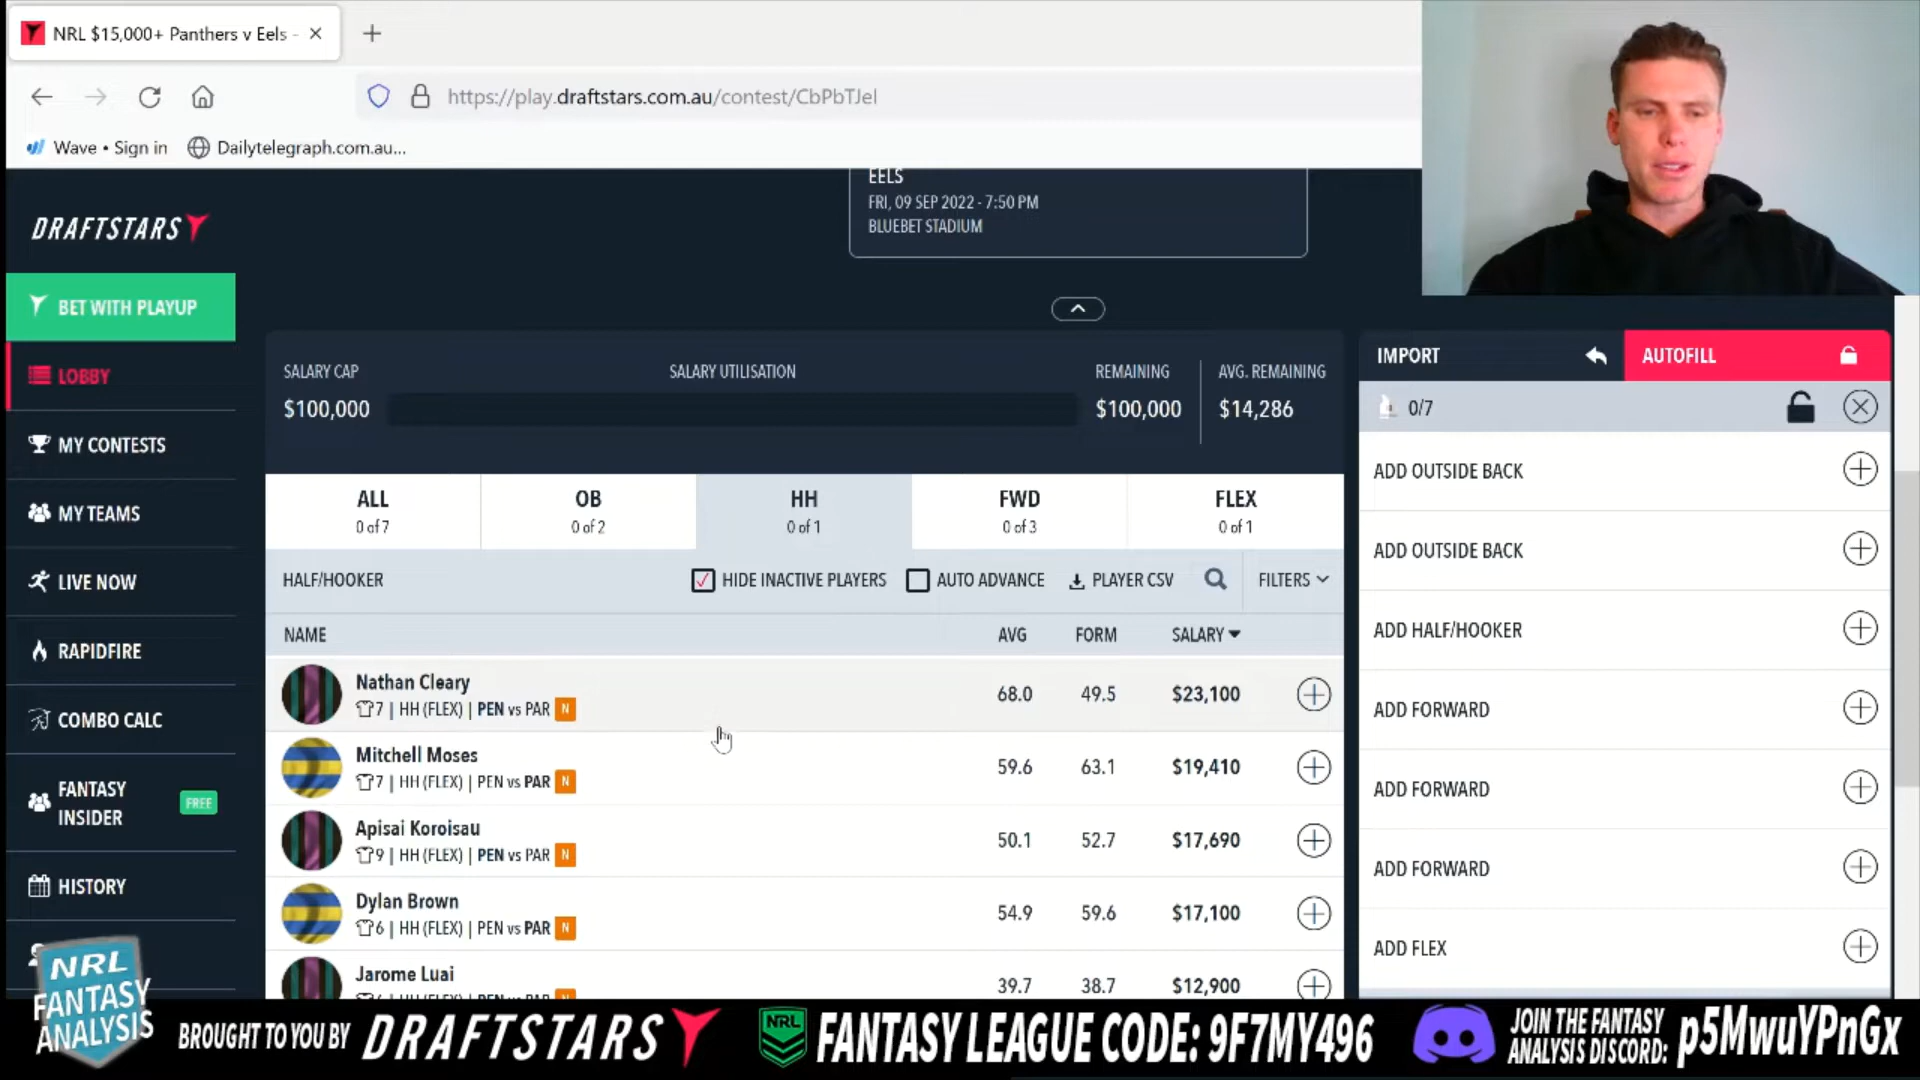 NRL $15,000+ Panthers v Eels -
https://play.draftstars.com.au/contest/CbPbTJel
Wave • Sign in
Dailytelegraph.com.au...
DRAFTSTARS
EELS
FRI, 09 SEP 2022 - 7:50 PM
BLUEBET STADIUM
BET WITH PLAYUP
LOBBY
MY CONTESTS
MY TEAMS
LIVE NOW
RAPIDFIRE
COMBO CALC
FANTASY
INSIDER
FREE
HISTORY
SALARY CAP
SALARY UTILISATION
REMAINING
AVG. REMAINING
$100,000
$100,000
$14,286
ALL
0 of 7
OB
0 of 2
HH
0 of 1
FWD
0 of 3
FLEX
0 of 1
HALF/HOOKER
HIDE INACTIVE PLAYERS
AUTO ADVANCE
PLAYER CSV
FILTERS
NAME AVG FORM SALARY
Nathan Cleary
7 | HH (FLEX) | PEN vs PAR N
68.0 49.5 $23,100
Mitchell Moses
7 | HH (FLEX) | PEN vs PAR N
59.6 63.1 $19,410
Apisai Koroisau
9 | HH (FLEX) | PEN vs PAR N
50.1 52.7 $17,690
Dylan Brown
6 | HH (FLEX) | PEN vs PAR N
54.9 59.6 $17,100
Jarome Luai
39.7 38.7 $12,900
IMPORT
AUTOFILL
0/7
ADD OUTSIDE BACK
ADD OUTSIDE BACK
ADD HALF/HOOKER
ADD FORWARD
ADD FORWARD
ADD FORWARD
ADD FLEX
NRL
FANTASY
ANALYSIS
BROUGHT TO YOU BY DRAFTSTARS
NRL
FANTASY LEAGUE CODE: 9F7MY496
JOIN THE FANTASY
ANALYSIS DISCORD:
p5MwuYPnGx